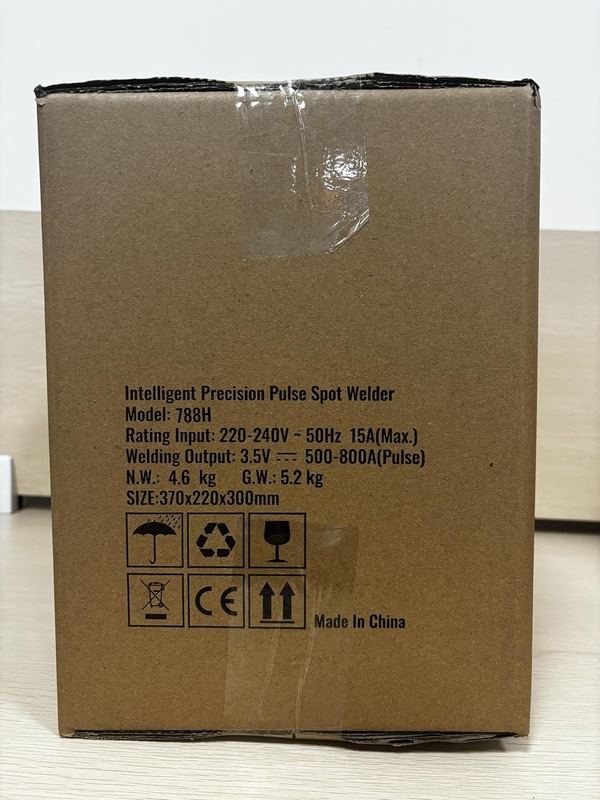 Intelligent Precision Pulse Spot Welder
Model: 788H
Rating Input: 220-240V ~ 50Hz 15A(Max.)
Welding Output: 3.5V ⎓ 500-800A(Pulse)
N.W.: 4.6 kg G.W.: 5.2 kg
SIZE:370x220x300mm
CE
Made In China